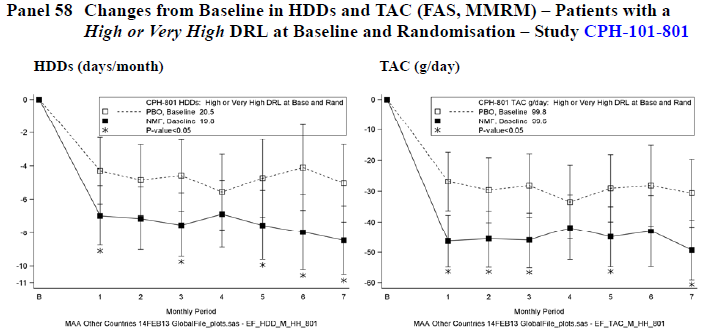 Panel 58 Changes from Baseline in HDDs and TAC (FAS, MMRM) – Patients with a
High or Very High DRL at Baseline and Randomisation – Study CPH-101-801
HDDs (days/month)
CPH-801 HDDs: High or Very High DRL at Base and Rand
PBO, Baseline 20.5
NMF, Baseline 19.8
* P-value<0.05
0
-2
-4
-6
-8
-10
-11
* * * * *
B 1 2 3 4 5 6 7
Monthly Period
MAA Other Countries 14FEB13 GlobalFile_plots.sas - EF_HDD_M_HH_801
TAC (g/day)
CPH-801 TAC g/day: High or Very High DRL at Base and Rand
PBO, Baseline 99.8
NMF, Baseline 99.6
* P-value<0.05
0
-10
-20
-30
-40
-50
-60
* * * * *
B 1 2 3 4 5 6 7
Monthly Period
MAA Other Countries 14FEB13 GlobalFile_plots.sas - EF_TAC_M_HH_801